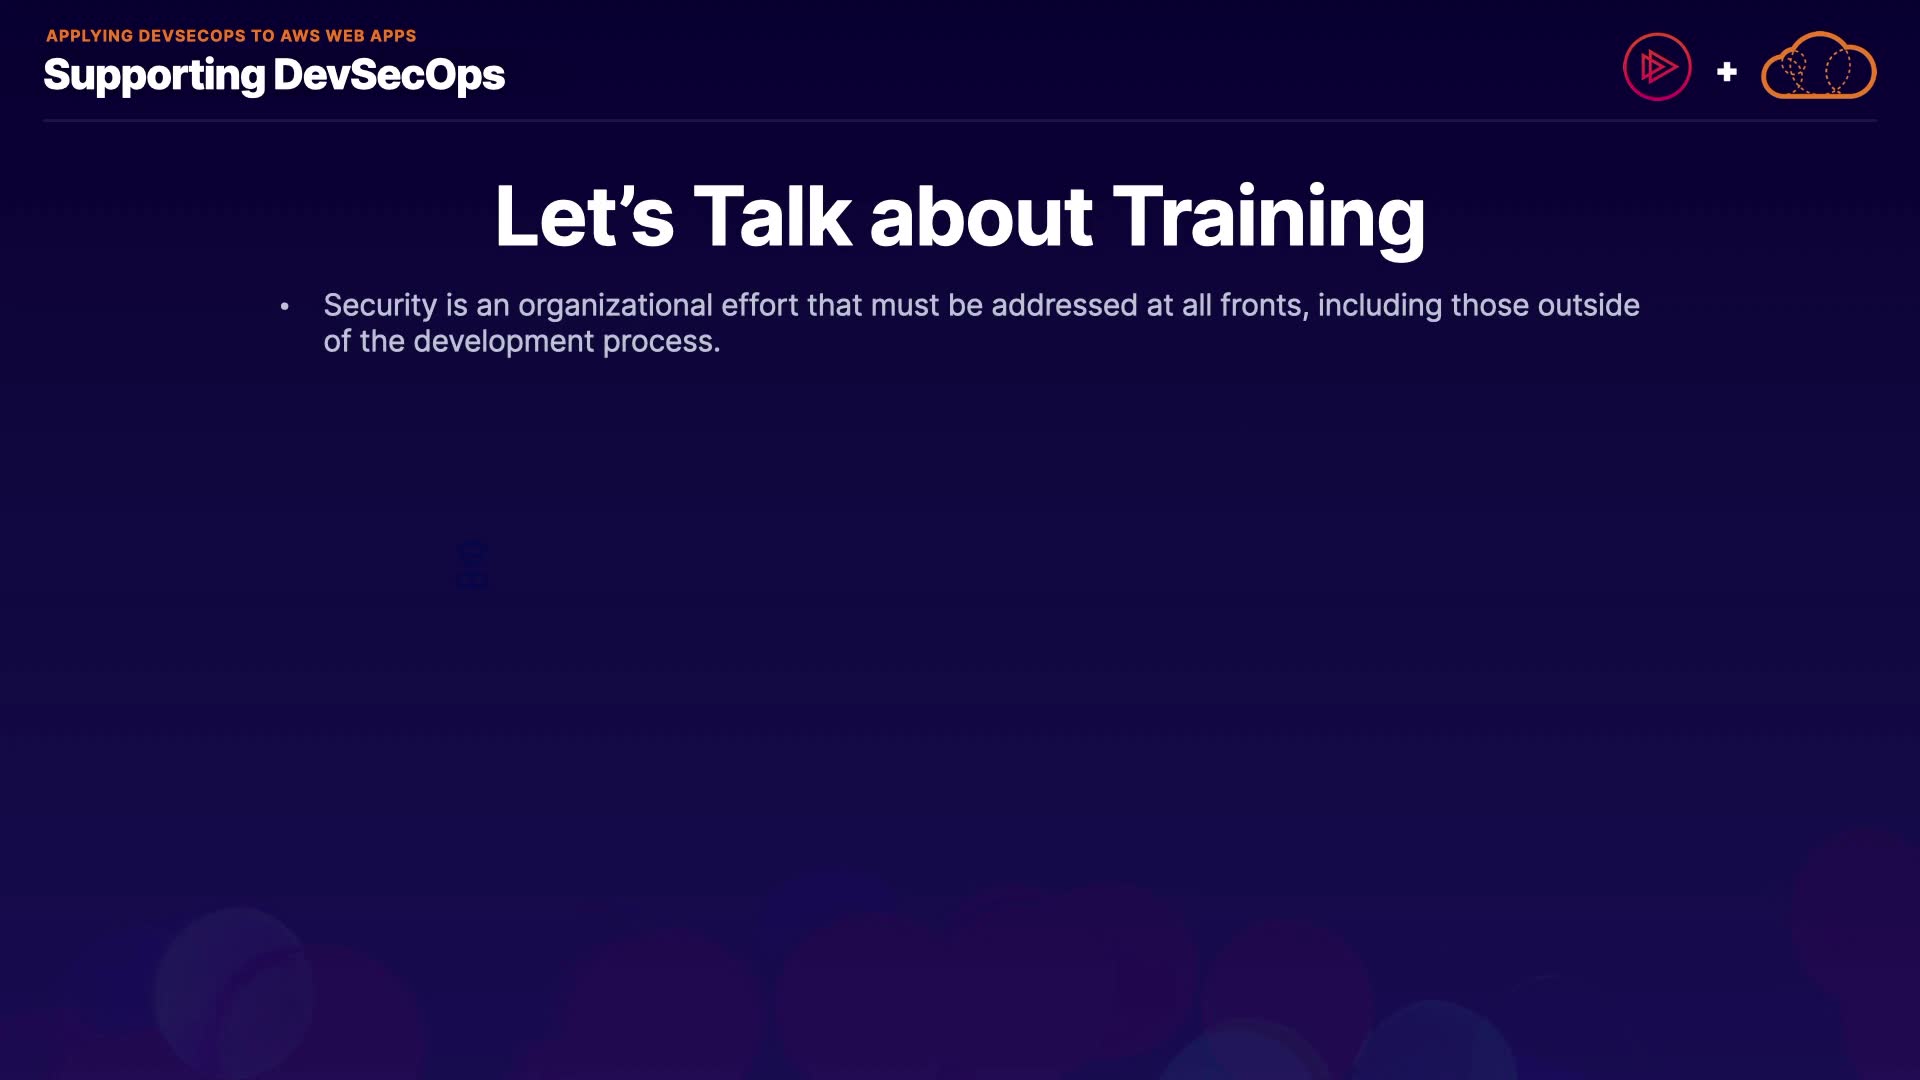 APPLYING DEVSECOPS TO AWS WEB APPS
Supporting DevSecOps
Let’s Talk about Training
• Security is an organizational effort that must be addressed at all fronts, including those outside
of the development process.